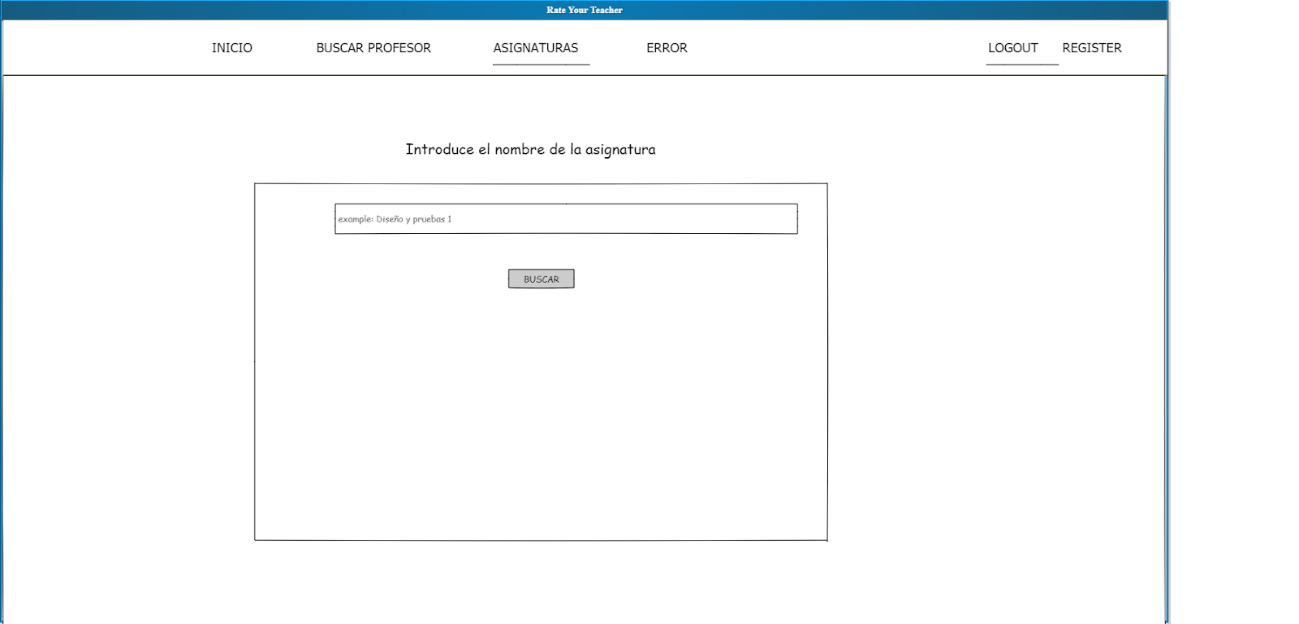 Rate Your Teacher
INICIO BUSCAR PROFESOR ASIGNATURAS ERROR LOGOUT REGISTER
Introduce el nombre de la asignatura
example: Diseño y pruebas 1
BUSCAR